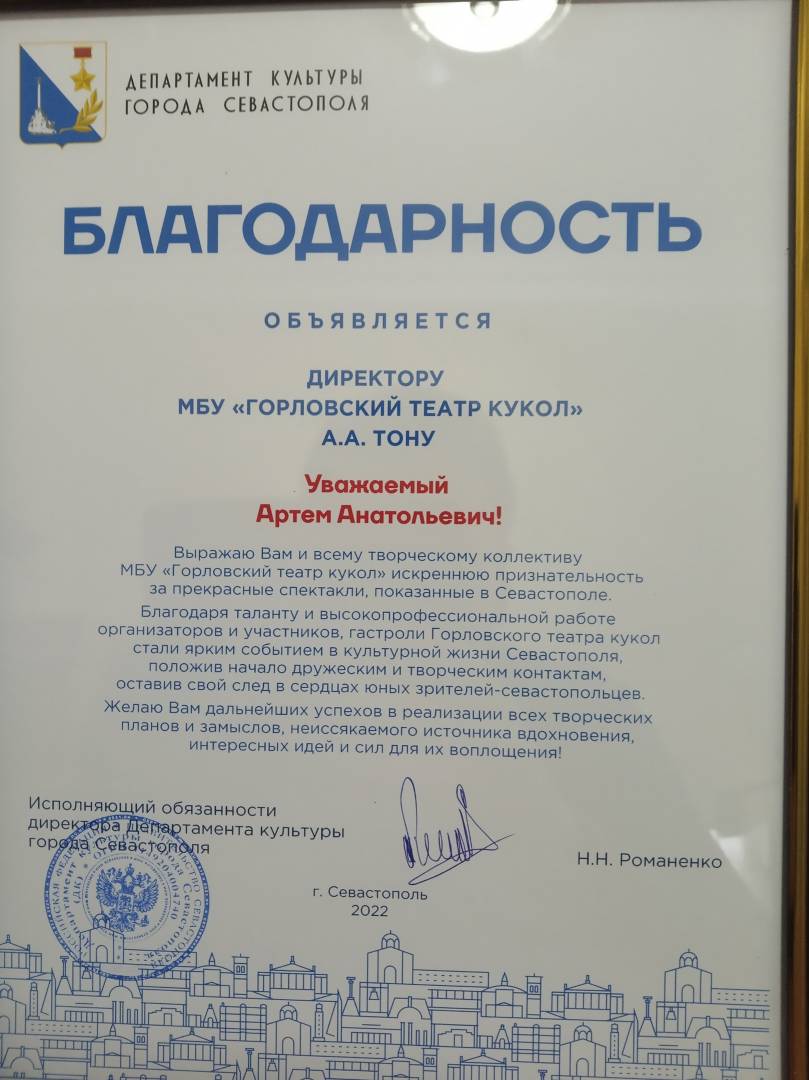 ДЕПАРТАМЕНТ КУЛЬТУРЫ
ГОРОДА СЕВАСТОПОЛЯ
БЛАГОДАРНОСТЬ
ОБЪЯВЛЯЕТСЯ
ДИРЕКТОРУ
МБУ «ГОРЛОВСКИЙ ТЕАТР КУКОЛ»
А.А. ТОНУ
Уважаемый
Артем Анатольевич!
Выражаю Вам и всему творческому коллективу
МБУ «Горловский театр кукол» искреннюю признательность
за прекрасные спектакли, показанные в Севастополе.
Благодаря таланту и высокопрофессиональной работе
организаторов и участников, гастроли Горловского театра кукол
стали ярким событием в культурной жизни Севастополя,
положив начало дружеским и творческим контактам,
оставив свой след в сердцах юных зрителей-севастопольцев.
Желаю Вам дальнейших успехов в реализации всех творческих
планов и замыслов, неиссякаемого источника вдохновения,
интересных идей и сил для их воплощения!
Исполняющий обязанности
директора Департамента культуры
города Севастополя
Н.Н. Романенко
г. Севастополь
2022